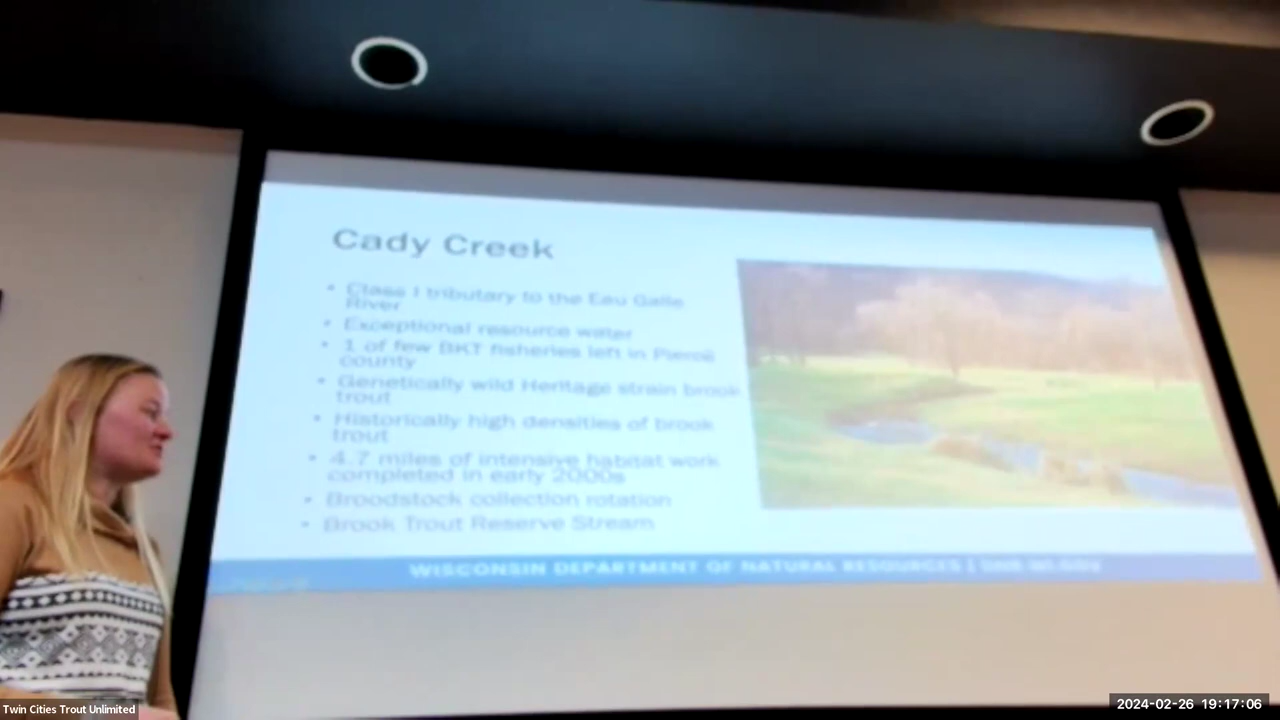 Cady Creek
• Class I tributary to the Eau Galle
River
• Exceptional resource water
• 1 of few BKT fisheries left in Pierce
county
• Genetically wild Heritage strain brook
trout
• Historically high densities of brook
trout
• 4.7 miles of intensive habitat work
completed in early 2000s
• Broodstock collection rotation
• Brook Trout Reserve Stream
WISCONSIN DEPARTMENT OF NATURAL RESOURCES |
Twin Cities Trout Unlimited
2024-02-26 19:17:06